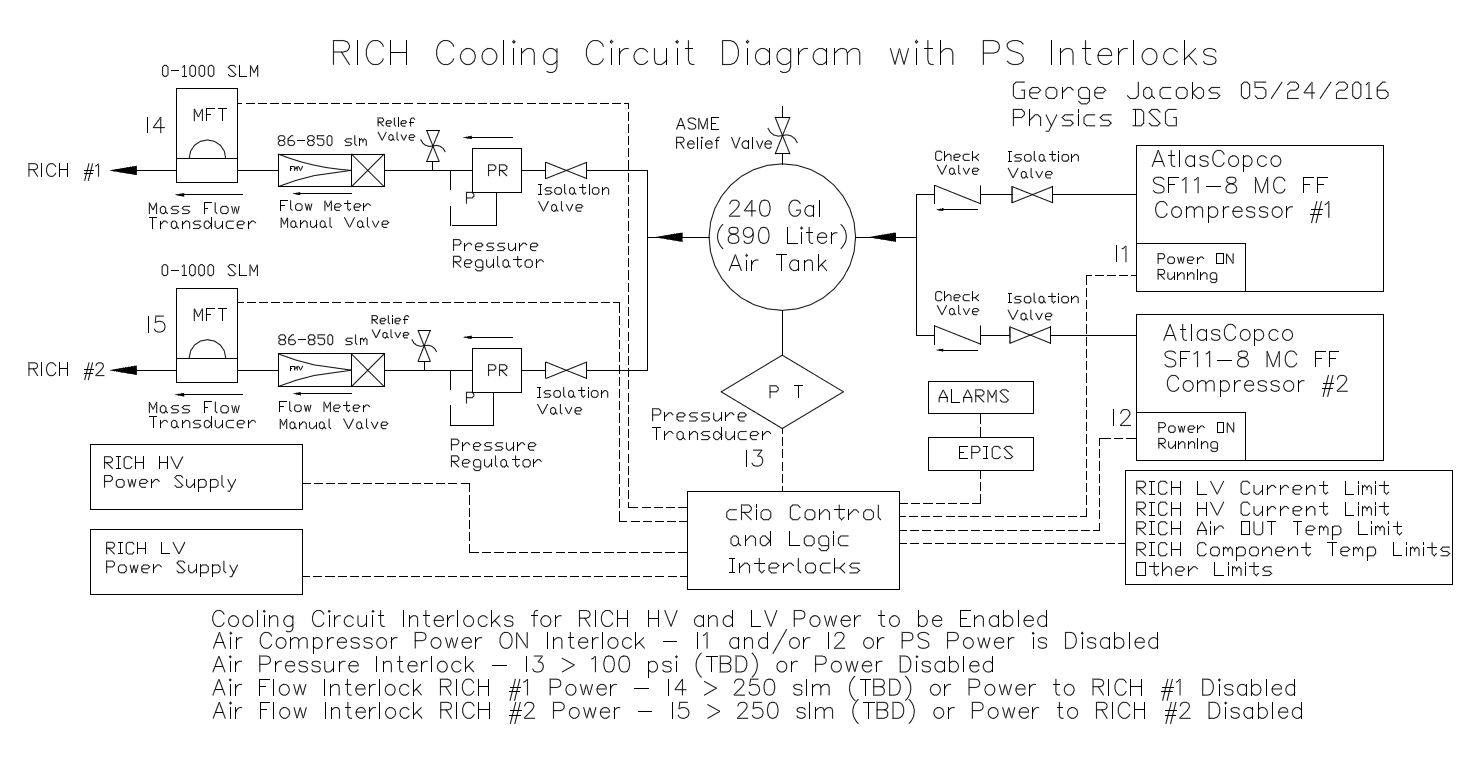 RICH Cooling Circuit Diagram with PS Interlocks
George Jacobs 05/24/2016
Physics DSG
0-1000 SLM
MFT
I4
RICH #1
Mass Flow
Transducer
86-850 slm
FMV
Flow Meter
Manual Valve
Relief
Valve
PR
P
Pressure
Regulator
Isolation
Valve
ASME
Relief Valve
240 Gal
(890 Liter)
Air Tank
Check
Valve
Isolation
Valve
AtlasCopco
SF11-8 MC FF
Compressor #1
I1
Power ON
Running
0-1000 SLM
MFT
I5
RICH #2
Mass Flow
Transducer
86-850 slm
FMV
Flow Meter
Manual Valve
Relief
Valve
PR
P
Pressure
Regulator
Isolation
Valve
P T
Pressure
Transducer
I3
Check
Valve
Isolation
Valve
AtlasCopco
SF11-8 MC FF
Compressor #2
I2
Power ON
Running
ALARMS
EPICS
RICH HV
Power Supply
RICH LV
Power Supply
cRio Control
and Logic
Interlocks
RICH LV Current Limit
RICH HV Current Limit
RICH Air OUT Temp Limit
RICH Component Temp Limits
Other Limits
Cooling Circuit Interlocks for RICH HV and LV Power to be Enabled
Air Compressor Power ON Interlock - I1 and/or I2 or PS Power is Disabled
Air Pressure Interlock - I3 > 100 psi (TBD) or Power Disabled
Air Flow Interlock RICH #1 Power - I4 > 250 slm (TBD) or Power to RICH #1 Disabled
Air Flow Interlock RICH #2 Power - I5 > 250 slm (TBD) or Power to RICH #2 Disabled